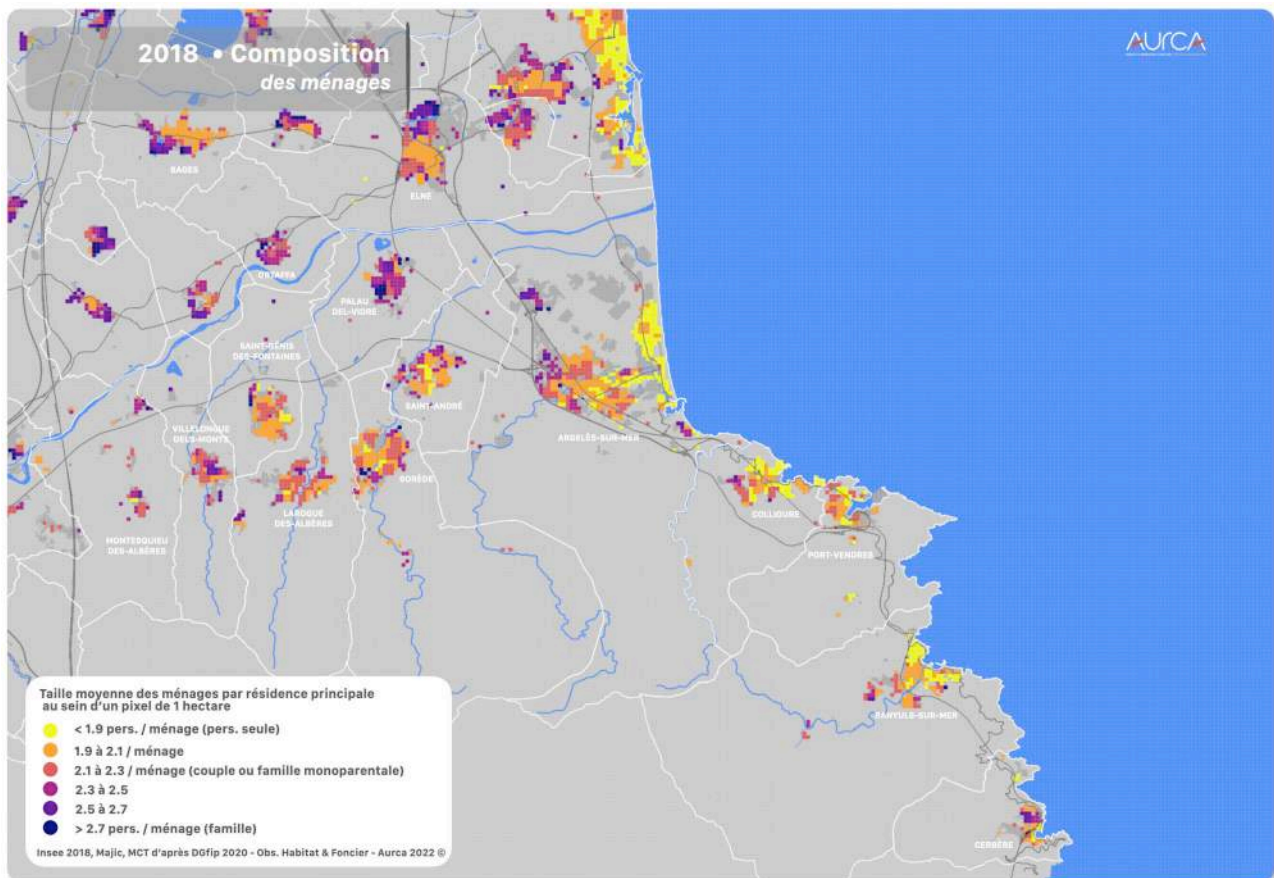 2018 • Composition
des ménages
AURCA
BAGES
ELNE
ORTAFFA
PALAU
DEL-VIDRE
SAINT-GÉNIS
DES-FONTAINES
SAINT-ANDRÉ
VILLELONGUE
DELS-MONTS
ARGELÈS-SUR-MER
SORÈDE
LAROQUE
DES-ALBÈRES
COLLIOURE
MONTESQUIEU
DES-ALBÈRES
PORT-VENDRES
BANYULS-SUR-MER
CERBÈRE
Taille moyenne des ménages par résidence principale
au sein d'un pixel de 1 hectare
< 1.9 pers. / ménage (pers. seule)
1.9 à 2.1 / ménage
2.1 à 2.3 / ménage (couple ou famille monoparentale)
2.3 à 2.5
2.5 à 2.7
> 2.7 pers. / ménage (famille)
Insee 2018, Majic, MCT d'après DGfip 2020 - Obs. Habitat & Foncier - Aurca 2022 ©